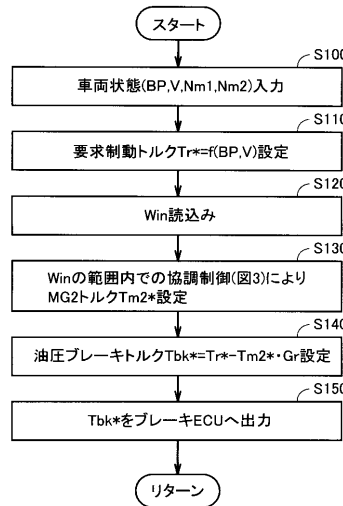 スタート
S100
車両状態(BP,V,Nm1,Nm2)入力
S110
要求制動トルクTr*=f(BP,V)設定
S120
Win読込み
S130
Winの範囲内での協調制御(図3)により
MG2トルクTm2*設定
S140
油圧ブレーキトルクTbk*=Tr*-Tm2*・Gr設定
S150
Tbk*をブレーキECUへ出力
リターン